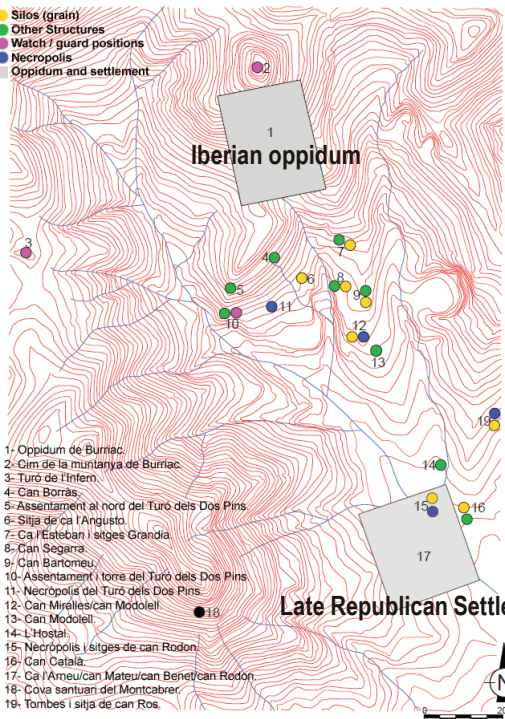 Silos (grain)
Other Structures
Watch / guard positions
Necropolis
Oppidum and settlement
2
1
Iberian oppidum
3
7
4
6
8
5
9
11
10
12
13
19
1- Oppidum de Burriac.
2- Cim de la muntanya de Burriac.
3- Turó de l'Infern.
4- Can Borràs.
5- Assentament al nord del Turó dels Dos Pins.
6- Sitja de ca l'Angusto.
7- Ca l'Esteban i sitges Grandia.
8- Can Segarra.
9- Can Bartomeu.
10- Assentament i torre del Turó dels Dos Pins.
11- Necròpolis del Turó dels Dos Pins.
12- Can Miralles/can Modolell.
13- Can Modolell.
14- L'Hostal.
15- Necròpolis i sitges de can Rodon.
16- Can Català.
17- Ca l'Arneu/can Mateu/can Benet/can Rodon.
18- Cova santuari del Montcabrer.
19- Tombes i sitja de can Ros.
14
15
16
17
Late Republican Settle
18
N
0
20